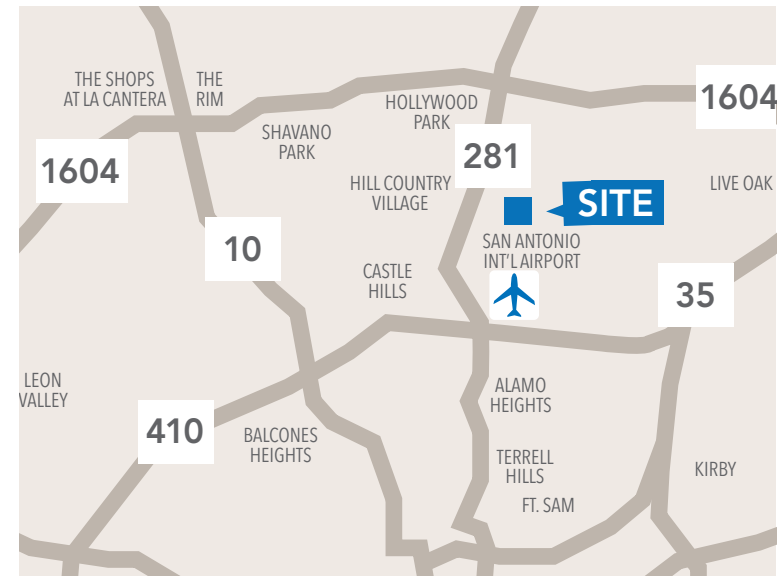 THE SHOPS
AT LA CANTERA
THE
RIM
1604
HOLLYWOOD
PARK
SHAVANO
PARK
281
1604
HILL COUNTRY
VILLAGE
SITE
LIVE OAK
10
SAN ANTONIO
INT'L AIRPORT
CASTLE
HILLS
35
LEON
VALLEY
ALAMO
HEIGHTS
410
BALCONES
HEIGHTS
TERRELL
HILLS
KIRBY
FT. SAM